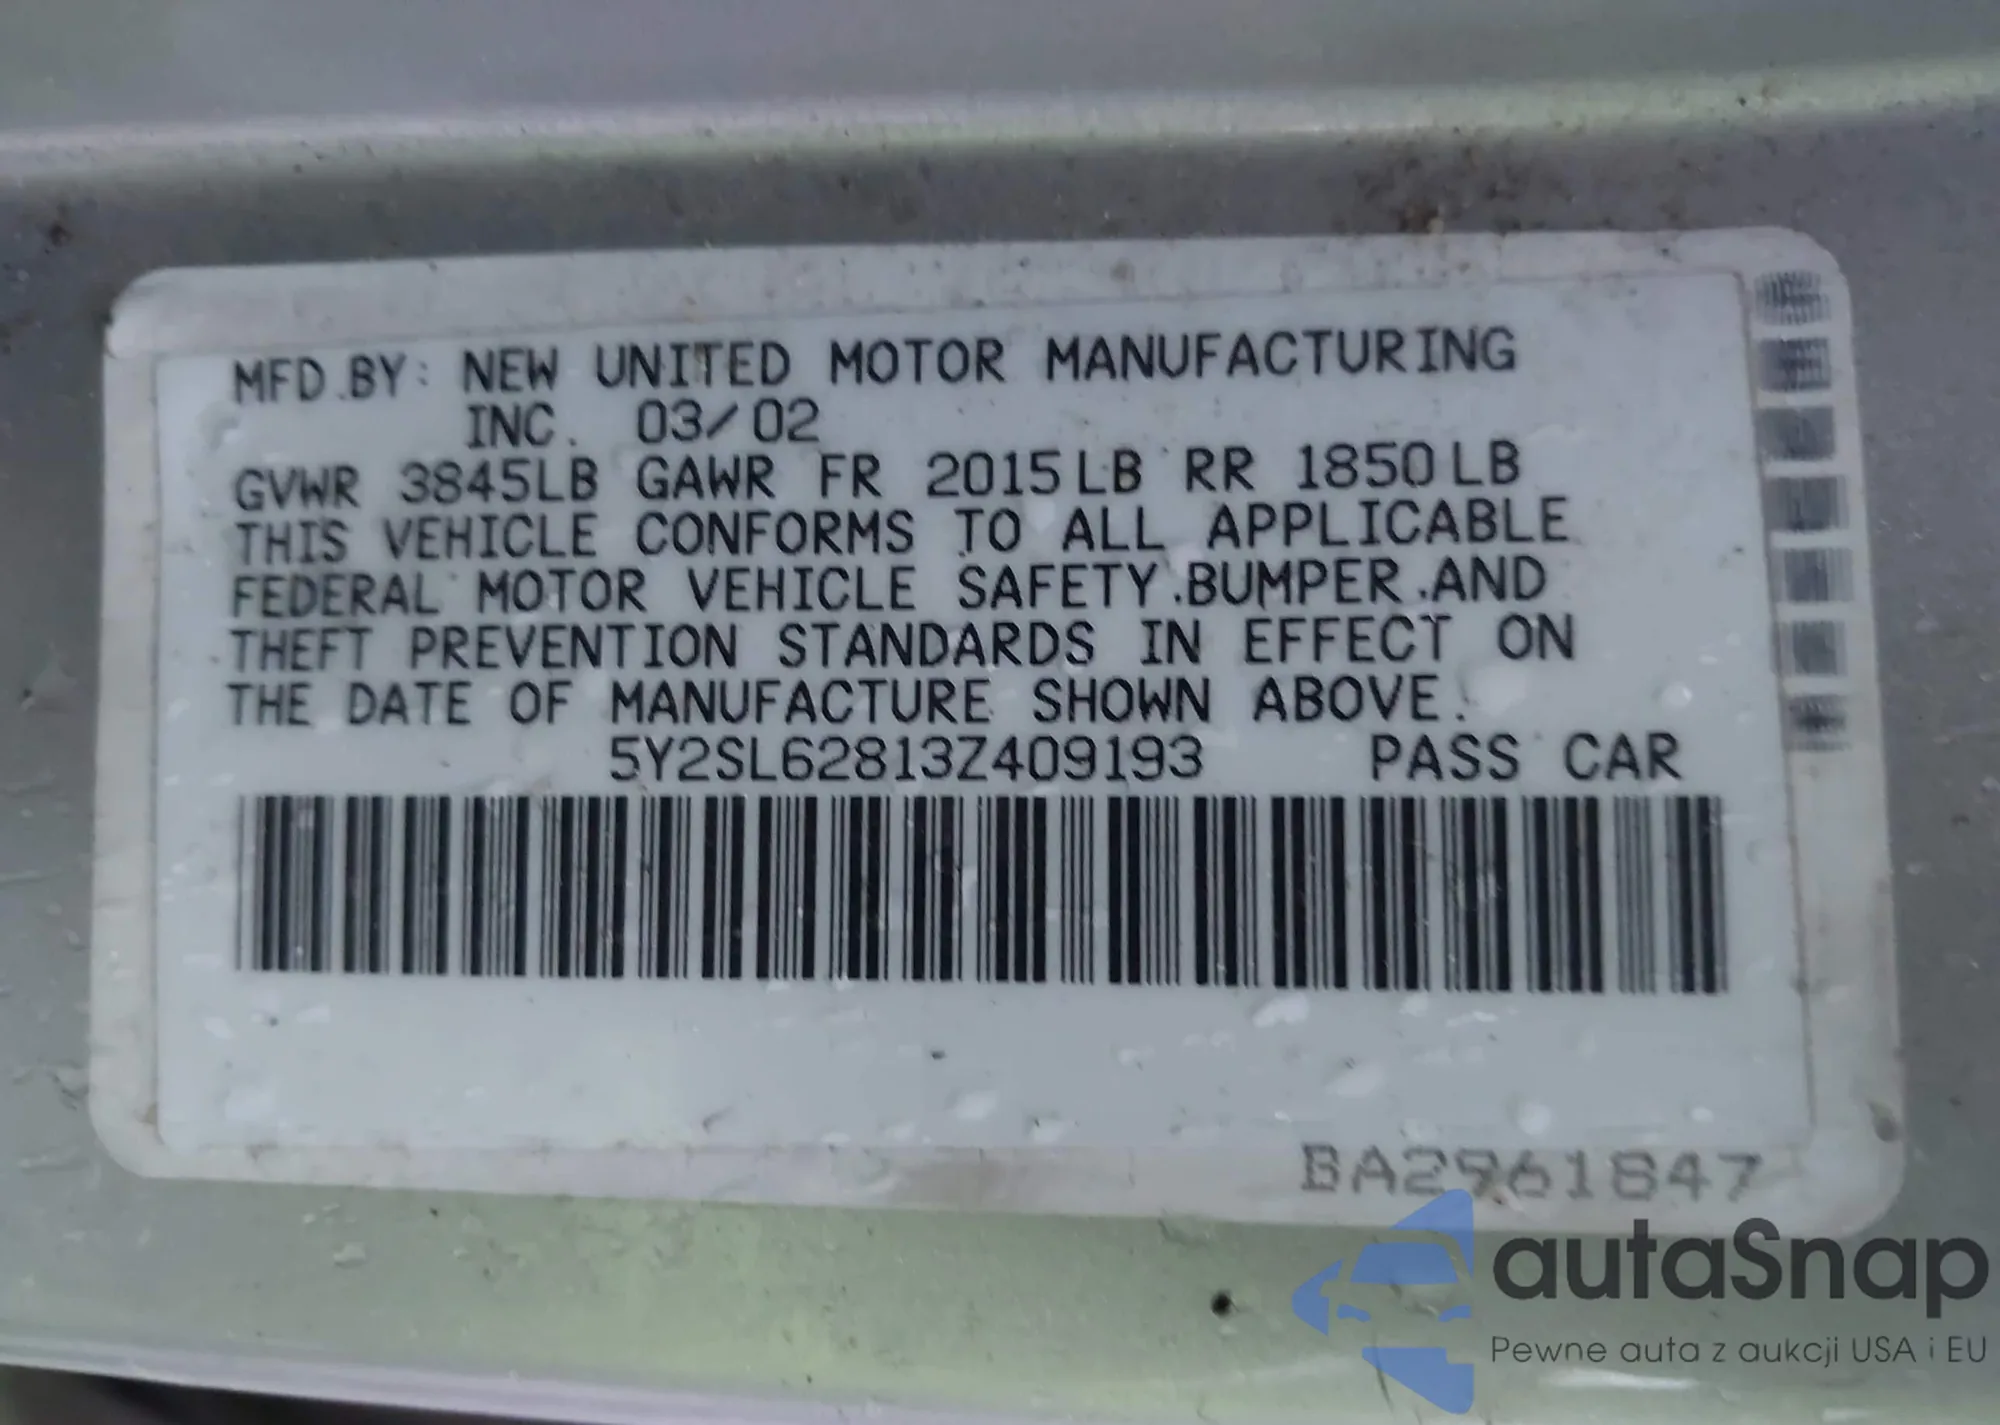 MFD.BY: NEW UNITED MOTOR MANUFACTURING
INC. 03/02
GVWR 3845LB GAWR FR 2015LB RR 1850LB
THIS VEHICLE CONFORMS TO ALL APPLICABLE
FEDERAL MOTOR VEHICLE SAFETY.BUMPER.AND
THEFT PREVENTION STANDARDS IN EFFECT ON
THE DATE OF MANUFACTURE SHOWN ABOVE.
5Y2SL62813Z409193 PASS CAR
BA2961847
autaSnap
Pewne auta z aukcji USA i EU